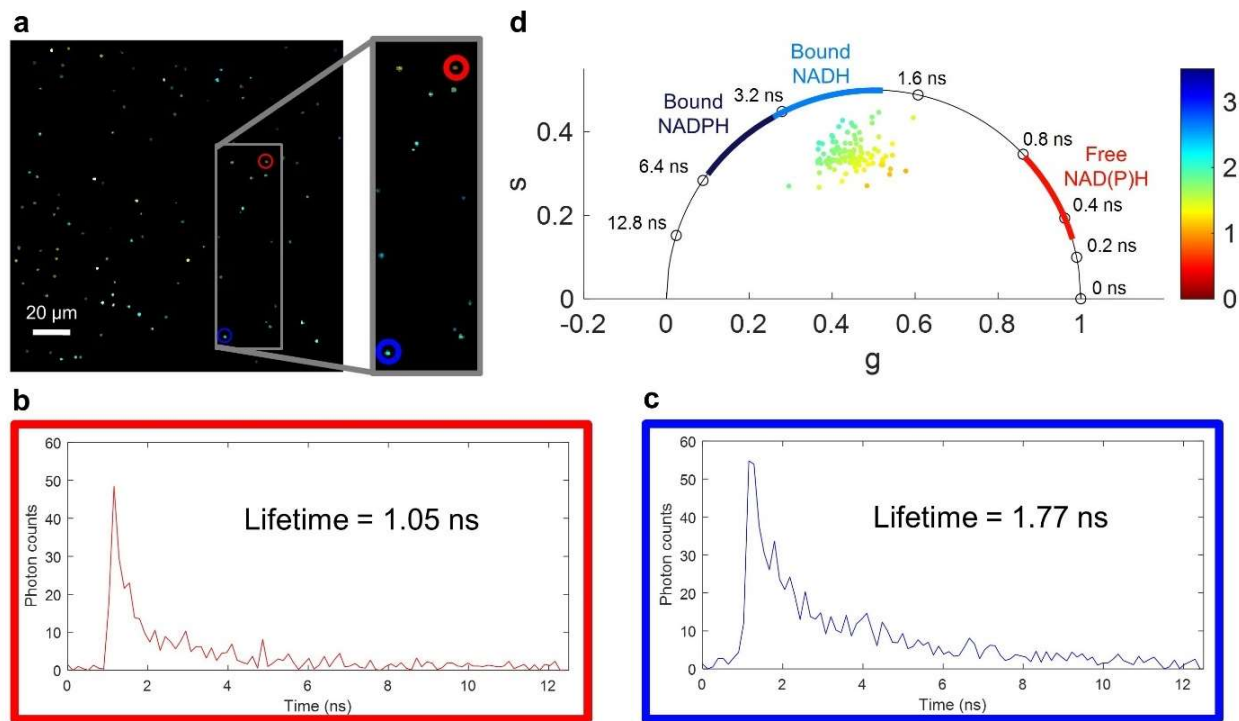 a
20 μm
d
Bound
NADH
Bound
NADPH
3.2 ns
1.6 ns
6.4 ns
0.8 ns
Free
NAD(P)H
12.8 ns
0.4 ns
0.2 ns
0 ns
s
0.4
0.2
0
-0.2
0
0.2
0.4
0.6
0.8
1
g
3
2
1
0
b
Photon counts
60
50
40
30
20
10
0
Lifetime = 1.05 ns
0 2 4 6 8 10 12
Time (ns)
c
Photon counts
60
50
40
30
20
10
0
Lifetime = 1.77 ns
0 2 4 6 8 10 12
Time (ns)